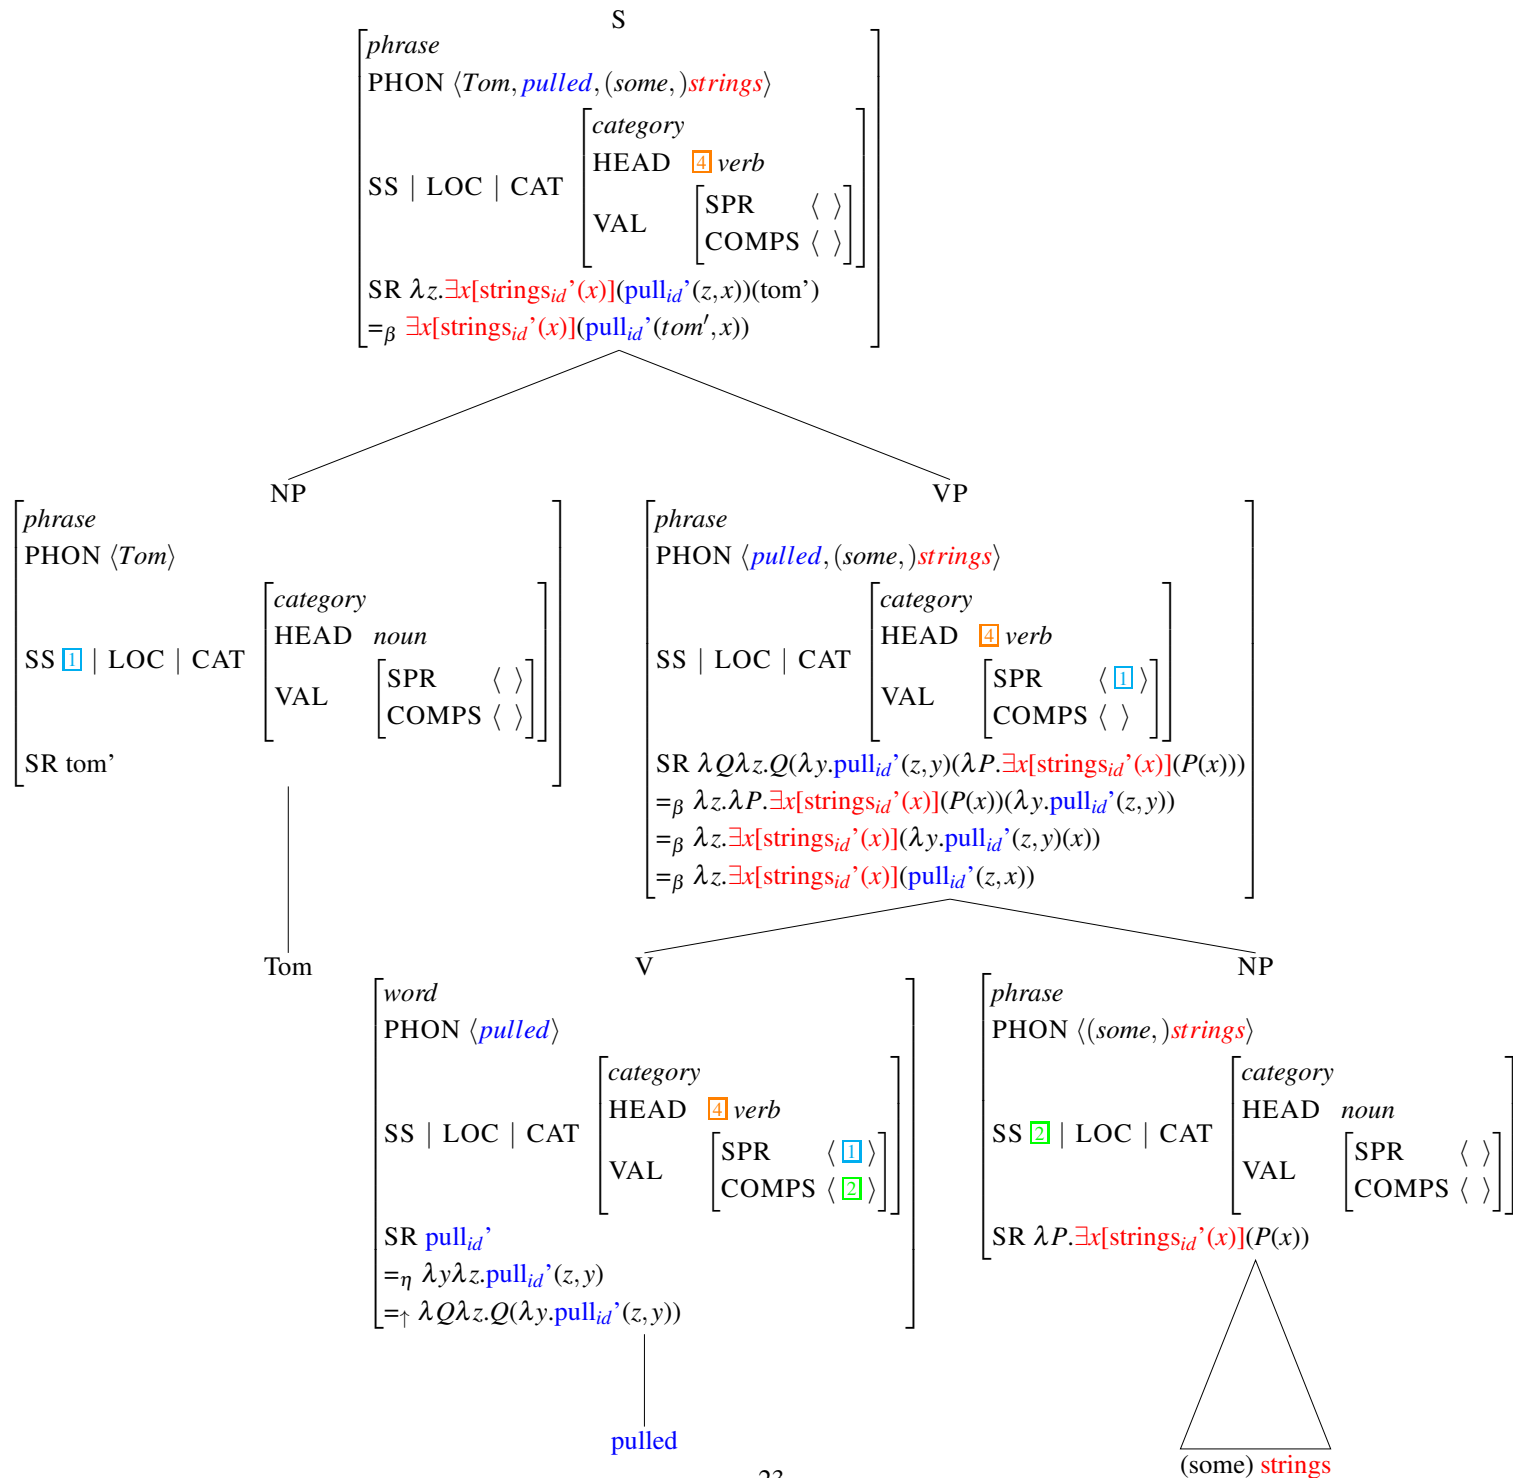 S
phrase
PHON ⟨Tom, pulled, (some, )strings⟩
category
HEAD 4 verb
SS | LOC | CAT
VAL
SPR ⟨ ⟩
COMPS ⟨ ⟩
SR λz.∃x[strings_id’(x)](pull_id’(z,x))(tom’)
=β ∃x[strings_id’(x)](pull_id’(tom′,x))
NP
phrase
PHON ⟨Tom⟩
category
HEAD noun
SS 1 | LOC | CAT
VAL
SPR ⟨ ⟩
COMPS ⟨ ⟩
SR tom’
Tom
VP
phrase
PHON ⟨pulled, (some, )strings⟩
category
HEAD 4 verb
SS | LOC | CAT
VAL
SPR ⟨ 1 ⟩
COMPS ⟨ ⟩
SR λQλz.Q(λy.pull_id’(z,y)(λP.∃x[strings_id’(x)](P(x)))
=β λz.λP.∃x[strings_id’(x)](P(x))(λy.pull_id’(z,y))
=β λz.∃x[strings_id’(x)](λy.pull_id’(z,y)(x))
=β λz.∃x[strings_id’(x)](pull_id’(z,x))
V
word
PHON ⟨pulled⟩
category
HEAD 4 verb
SS | LOC | CAT
VAL
SPR ⟨ 1 ⟩
COMPS ⟨ 2 ⟩
SR pull_id’
=η λyλz.pull_id’(z,y)
=↑ λQλz.Q(λy.pull_id’(z,y))
pulled
NP
phrase
PHON ⟨(some, )strings⟩
category
HEAD noun
SS 2 | LOC | CAT
VAL
SPR ⟨ ⟩
COMPS ⟨ ⟩
SR λP.∃x[strings_id’(x)](P(x))
(some) strings